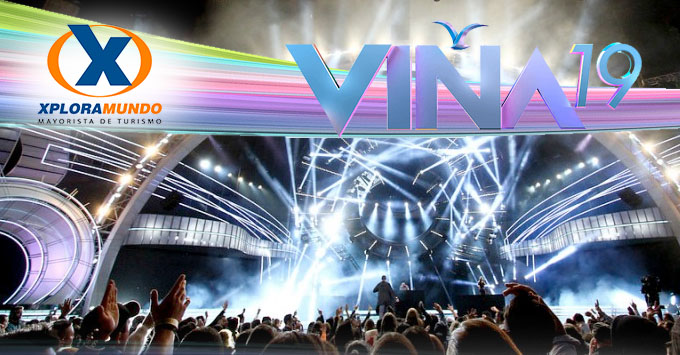 X
XPLORAMUNDO
MAYORISTA DE TURISMO
VIÑA 19